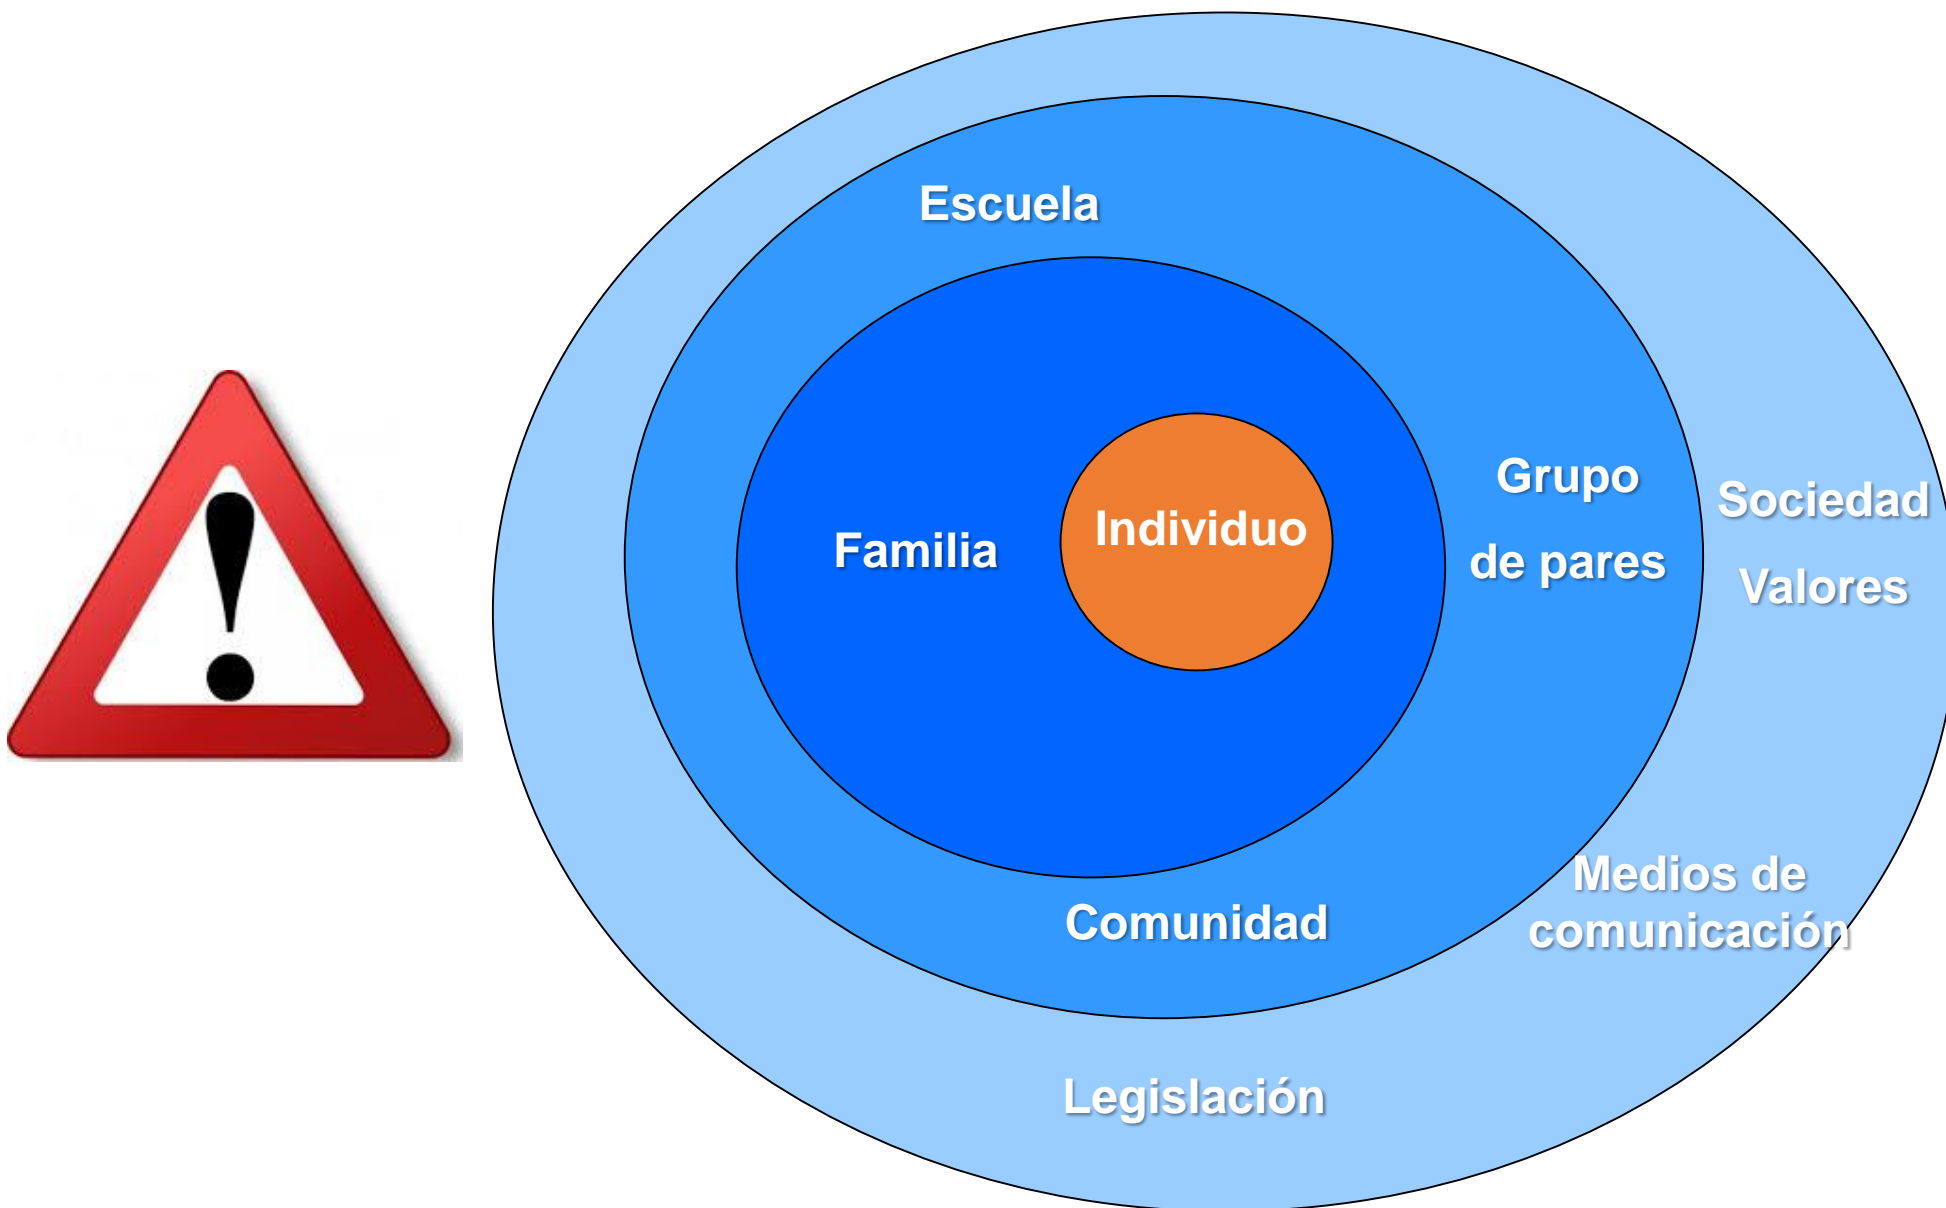 Escuela
Grupo
de pares
Sociedad
Valores
Individuo
Familia
Medios de
comunicación
Comunidad
Legislación